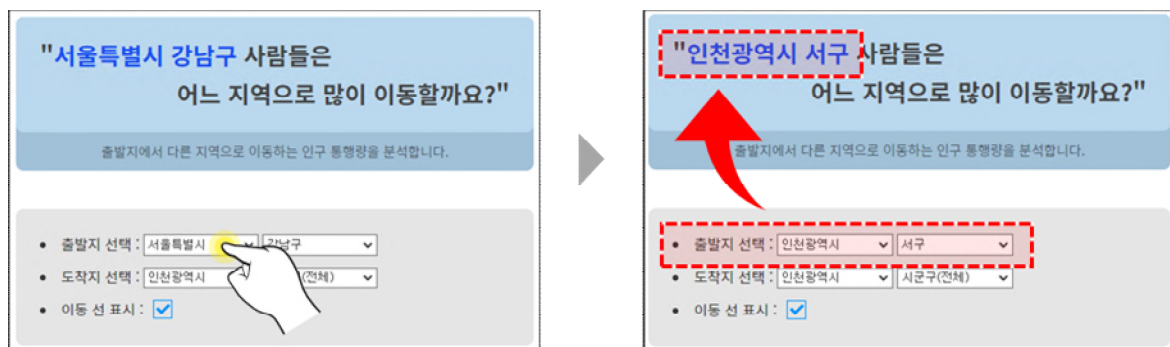 "서울특별시 강남구 사람들은
어느 지역으로 많이 이동할까요?"
출발지에서 다른 지역으로 이동하는 인구 통행량을 분석합니다.
• 출발지 선택 : 서울특별시 강남구
• 도착지 선택 : 인천광역시 (전체)
• 이동 선 표시 :
"인천광역시 서구 사람들은
어느 지역으로 많이 이동할까요?"
출발지에서 다른 지역으로 이동하는 인구 통행량을 분석합니다.
• 출발지 선택 : 인천광역시 서구
• 도착지 선택 : 인천광역시 시군구(전체)
• 이동 선 표시 :